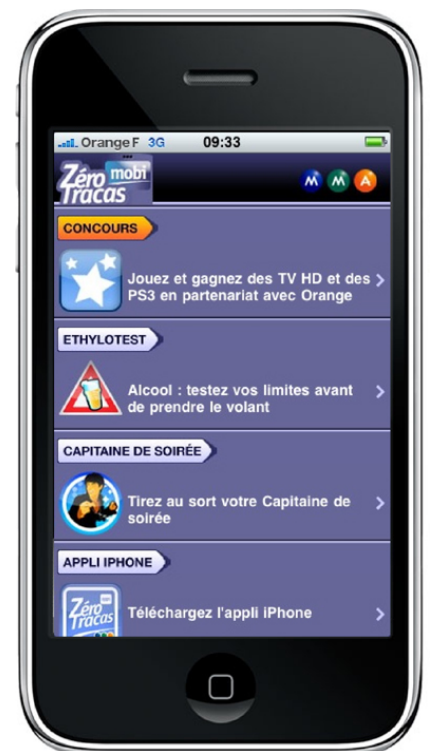 Orange F 3G 09:33
Zéro mobi
Tracas
M M A
CONCOURS
Jouez et gagnez des TV HD et des
PS3 en partenariat avec Orange
ETHYLOTEST
Alcool : testez vos limites avant
de prendre le volant
CAPITAINE DE SOIRÉE
Tirez au sort votre Capitaine de
soirée
APPLI IPHONE
Zéro
Tracas
Téléchargez l'appli iPhone